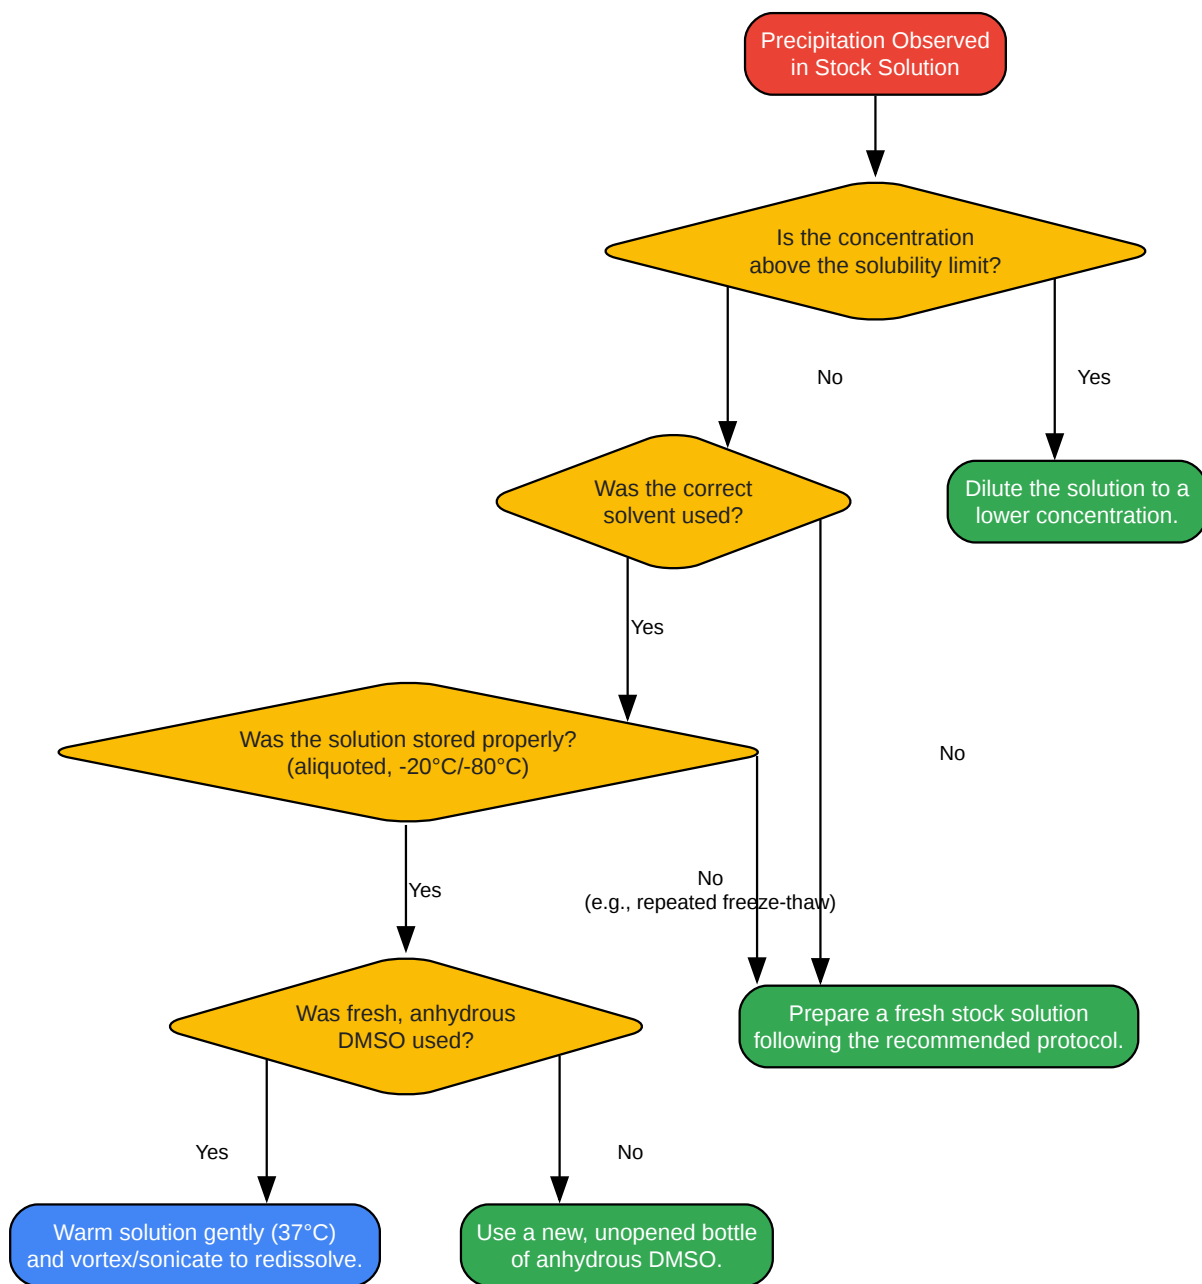 Precipitation Observed
in Stock Solution
Is the concentration
above the solubility limit?
No
Yes
Was the correct
solvent used?
Dilute the solution to a
lower concentration.
Yes
Was the solution stored properly?
(aliquoted, -20°C/-80°C)
No
Yes
No
(e.g., repeated freeze-thaw)
Was fresh, anhydrous
DMSO used?
Prepare a fresh stock solution
following the recommended protocol.
Yes
No
Warm solution gently (37°C)
and vortex/sonicate to redissolve.
Use a new, unopened bottle
of anhydrous DMSO.